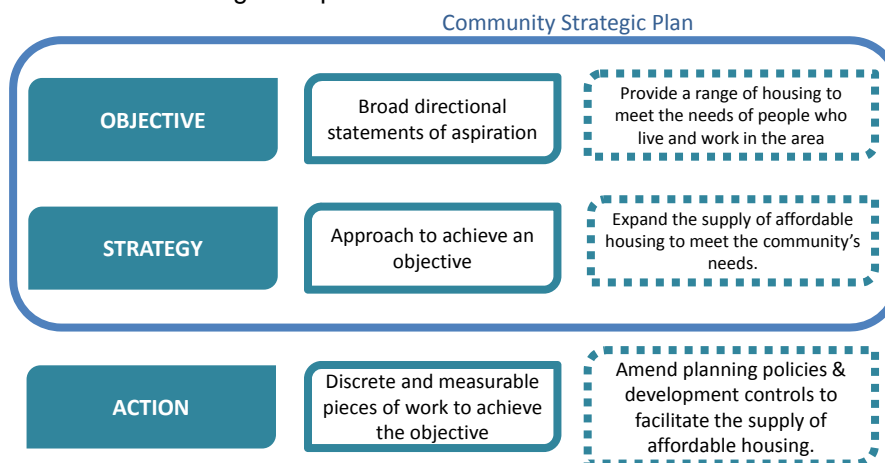 Community Strategic Plan
OBJECTIVE
Broad directional
statements of aspiration
Provide a range of housing to
meet the needs of people who
live and work in the area
STRATEGY
Approach to achieve an
objective
Expand the supply of affordable
housing to meet the community’s
needs.
ACTION
Discrete and measurable
pieces of work to achieve
the objective
Amend planning policies &
development controls to
facilitate the supply of
affordable housing.